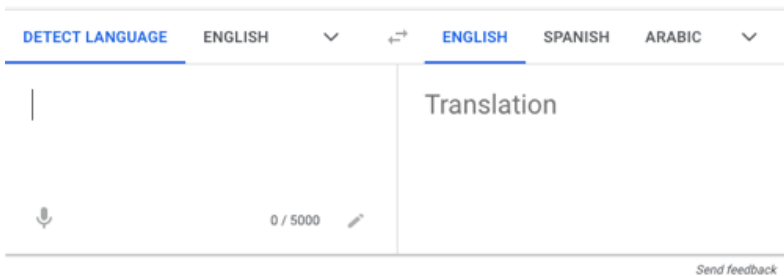 DETECT LANGUAGE ENGLISH ENGLISH SPANISH ARABIC
Translation
0 / 5000
Send feedback